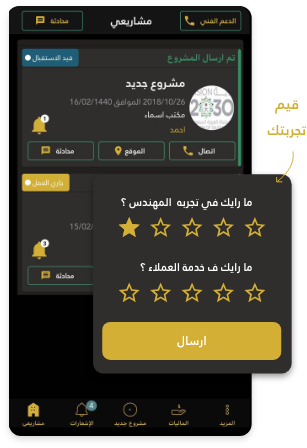 الدعم الفني
مشاريعي
محادثة
تم ارسال المشروع
قيد الاستقبال
مشروع جديد
2018/10/26 الموافق 16/02/1440
مكتب اسماء
احمد
1
اتصال
الموقع
محادثة
جاري العمل
15/02/
3
محادثة
قيم
تجربتك
ما رايك في تجربه المهندس ؟
ما رايك ف خدمة العملاء ؟
ارسال
المزيد
الماليات
مشروع جديد
4
الإشعارات
مشاريعي